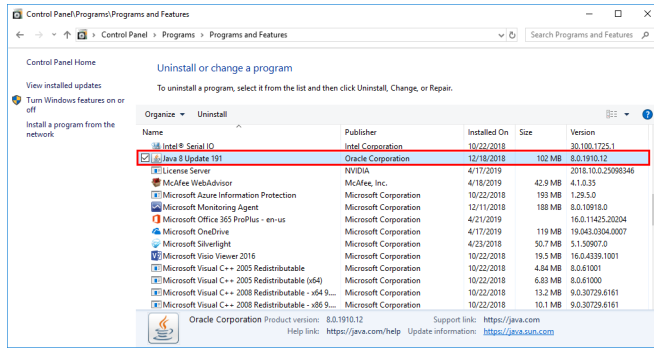 Control Panel\Programs\Programs and Features
Control Panel > Programs > Programs and Features
Search Programs and Features
Control Panel Home
View installed updates
Turn Windows features on or
off
Install a program from the
network
Uninstall or change a program
To uninstall a program, select it from the list and then click Uninstall, Change, or Repair.
Organize Uninstall
Name Publisher Installed On Size Version
Intel® Serial IO Intel Corporation 10/22/2018 30.100.1725.1
Java 8 Update 191 Oracle Corporation 12/18/2018 102 MB 8.0.1910.12
License Server NVIDIA 4/17/2019 2018.10.0.25098346
McAfee WebAdvisor McAfee, Inc. 4/18/2019 42.9 MB 4.1.0.35
Microsoft Azure Information Protection Microsoft Corporation 10/22/2018 193 MB 1.29.5.0
Microsoft Monitoring Agent Microsoft Corporation 12/11/2018 188 MB 8.0.10918.0
Microsoft Office 365 ProPlus - en-us Microsoft Corporation 4/21/2019 16.0.11425.20204
Microsoft OneDrive Microsoft Corporation 4/17/2019 119 MB 19.043.0304.0007
Microsoft Silverlight Microsoft Corporation 4/23/2018 50.7 MB 5.1.50907.0
Microsoft Visio Viewer 2016 Microsoft Corporation 10/22/2018 19.5 MB 16.0.4339.1001
Microsoft Visual C++ 2005 Redistributable Microsoft Corporation 10/22/2018 4.84 MB 8.0.61001
Microsoft Visual C++ 2005 Redistributable (x64) Microsoft Corporation 10/22/2018 6.83 MB 8.0.61000
Microsoft Visual C++ 2008 Redistributable - x64 9.... Microsoft Corporation 10/22/2018 13.2 MB 9.0.30729.6161
Microsoft Visual C++ 2008 Redistributable - x86 9.... Microsoft Corporation 10/22/2018 10.1 MB 9.0.30729.6161
Oracle Corporation Product version: 8.0.1910.12 Support link: https://java.com
Help link: https://java.com/help Update information: https://java.sun.com